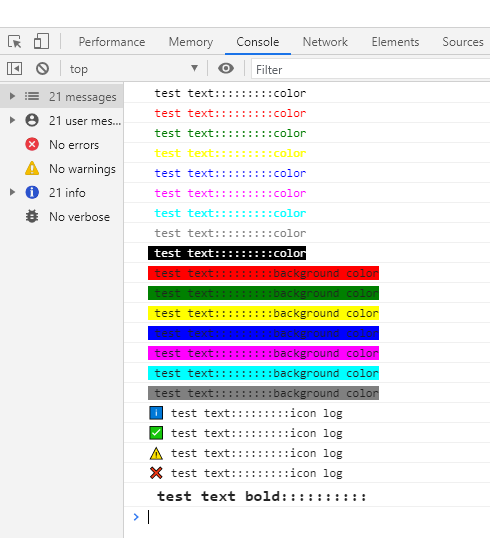 Performance Memory Console Network Elements Sources
top Filter
21 messages
21 user mes...
No errors
No warnings
21 info
No verbose
test text:::::::::color
test text:::::::::color
test text:::::::::color
test text:::::::::color
test text:::::::::color
test text:::::::::color
test text:::::::::color
test text:::::::::color
test text:::::::::color
test text:::::::::background color
test text:::::::::background color
test text:::::::::background color
test text:::::::::background color
test text:::::::::background color
test text:::::::::background color
test text:::::::::background color
test text:::::::::icon log
test text:::::::::icon log
test text:::::::::icon log
test text:::::::::icon log
test text bold::::::::::